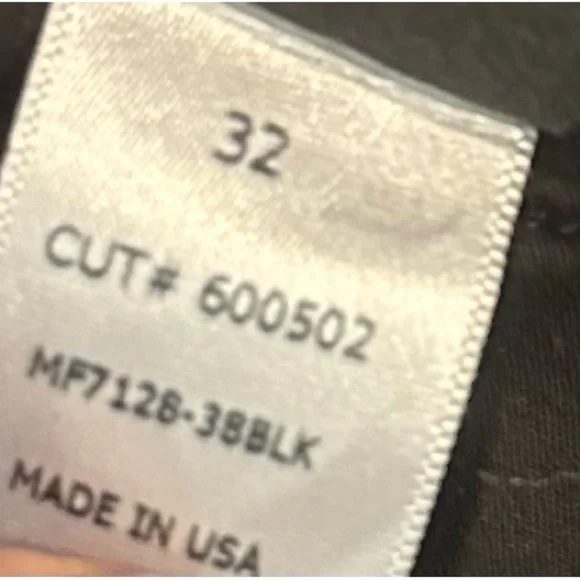 32
CUT# 600502
MF7128-38BLK
MADE IN USA